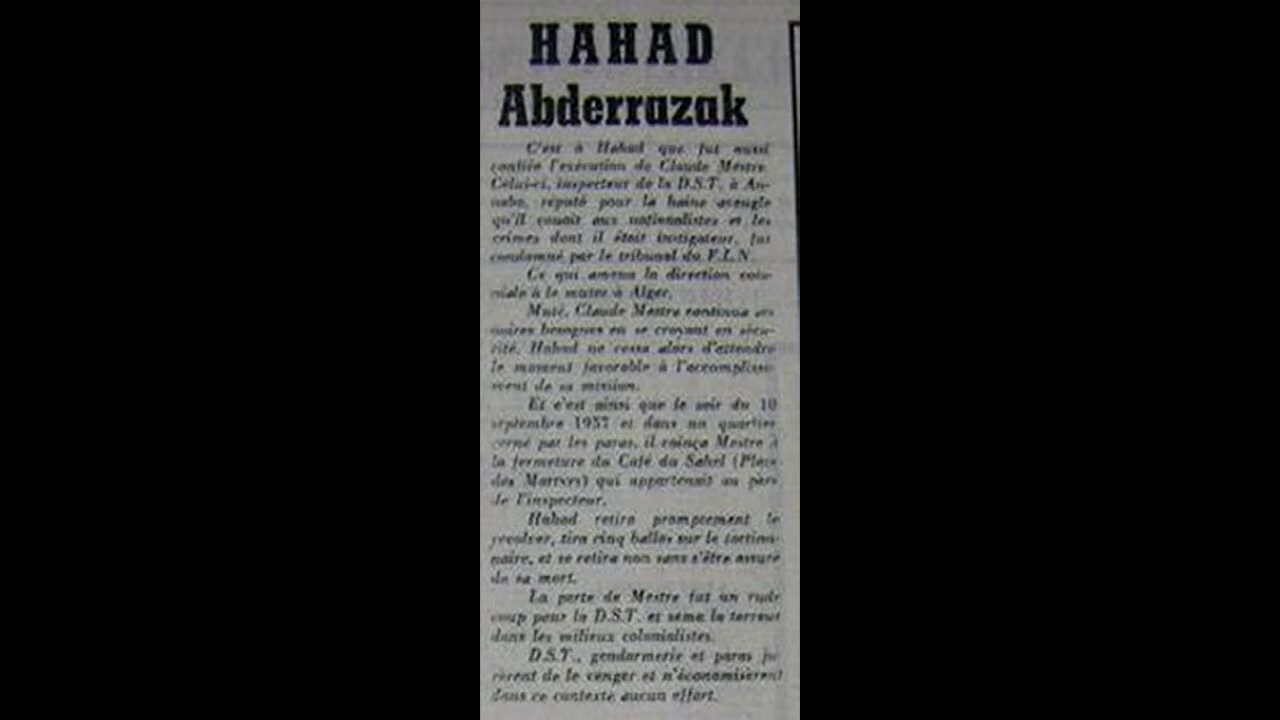 HAHAD
Abderrazak
C'est à Hahad que fut aussi
confiée l'exécution de Claude Mestre.
Celui-ci, inspecteur de la D.S.T. à An-
naba, réputé pour la haine aveugle
qu'il vouait aux nationalistes et les
crimes dont il était instigateur, fut
condamné par le tribunal du F.L.N.
Ce qui amena la direction colo-
niale à le muter à Alger.
Muté, Claude Mestre continua ses
noires besognes en se croyant en sécu-
rité. Hahad ne cessa alors d'attendre
le moment favorable à l'accomplisse-
ment de sa mission.
Et c'est ainsi que le soir du 10
septembre 1957 et dans un quartier
cerné par les paras, il coinça Mestre à
la fermeture du Café du Sahel (Place
des Martyrs) qui appartenait au père
de l'inspecteur.
Hahad retira promptement le
revolver, tira cinq balles sur le tortion-
naire, et se retira non sans s'être assuré
de sa mort.
La perte de Mestre fut un rude
coup pour la D.S.T. et sema la terreur
dans les milieux colonialistes.
D.S.T., gendarmerie et paras ju-
rèrent de le venger et n'économisèrent
dans ce contexte aucun effort.